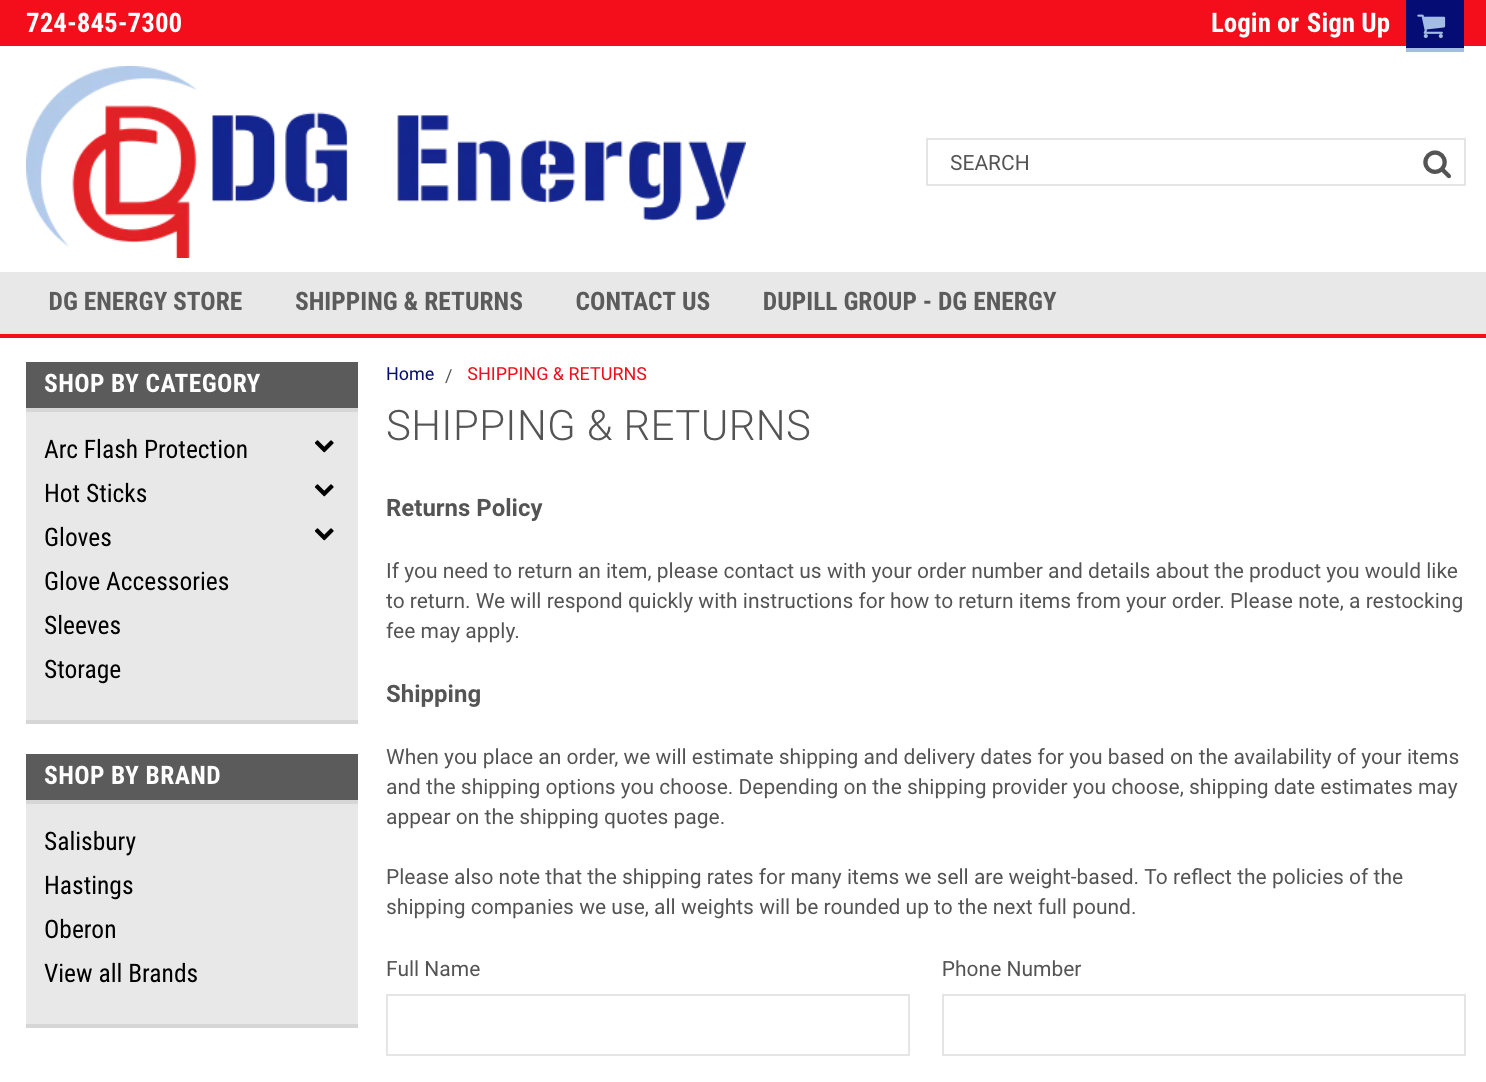 724-845-7300
Login or Sign Up
DG Energy
SEARCH
DG ENERGY STORE
SHIPPING & RETURNS
CONTACT US
DUPILL GROUP - DG ENERGY
SHOP BY CATEGORY
Arc Flash Protection
Hot Sticks
Gloves
Glove Accessories
Sleeves
Storage
SHOP BY BRAND
Salisbury
Hastings
Oberon
View all Brands
Home / SHIPPING & RETURNS
SHIPPING & RETURNS
Returns Policy
If you need to return an item, please contact us with your order number and details about the product you would like
to return. We will respond quickly with instructions for how to return items from your order. Please note, a restocking
fee may apply.
Shipping
When you place an order, we will estimate shipping and delivery dates for you based on the availability of your items
and the shipping options you choose. Depending on the shipping provider you choose, shipping date estimates may
appear on the shipping quotes page.
Please also note that the shipping rates for many items we sell are weight-based. To reflect the policies of the
shipping companies we use, all weights will be rounded up to the next full pound.
Full Name
Phone Number